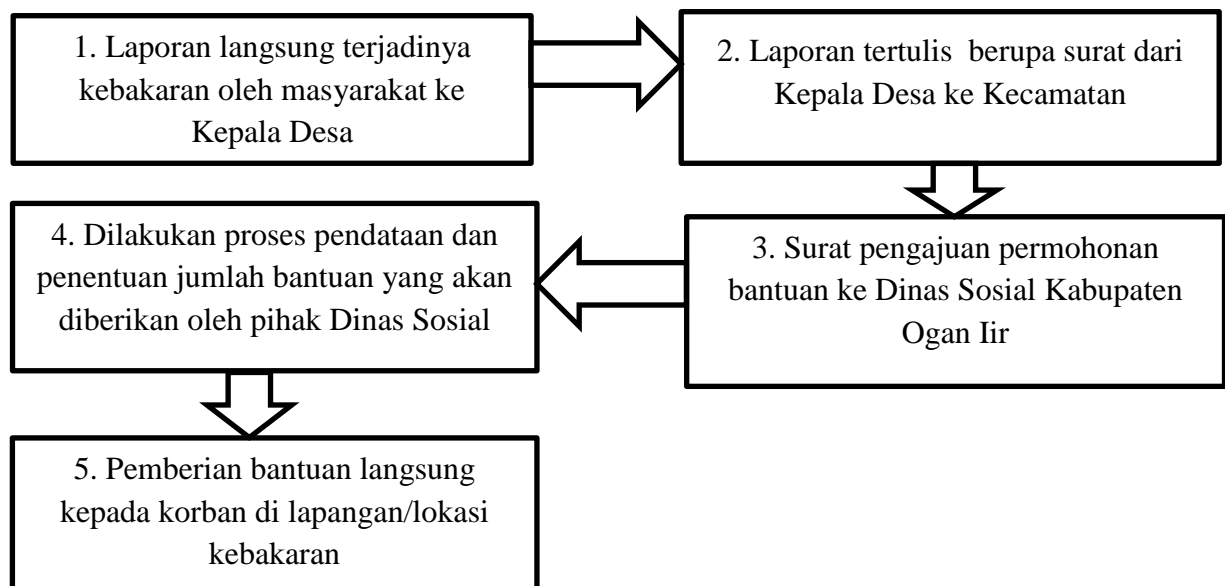 1. Laporan langsung terjadinya
kebakaran oleh masyarakat ke
Kepala Desa
2. Laporan tertulis berupa surat dari
Kepala Desa ke Kecamatan
3. Surat pengajuan permohonan
bantuan ke Dinas Sosial Kabupaten
Ogan Iir
4. Dilakukan proses pendataan dan
penentuan jumlah bantuan yang akan
diberikan oleh pihak Dinas Sosial
5. Pemberian bantuan langsung
kepada korban di lapangan/lokasi
kebakaran